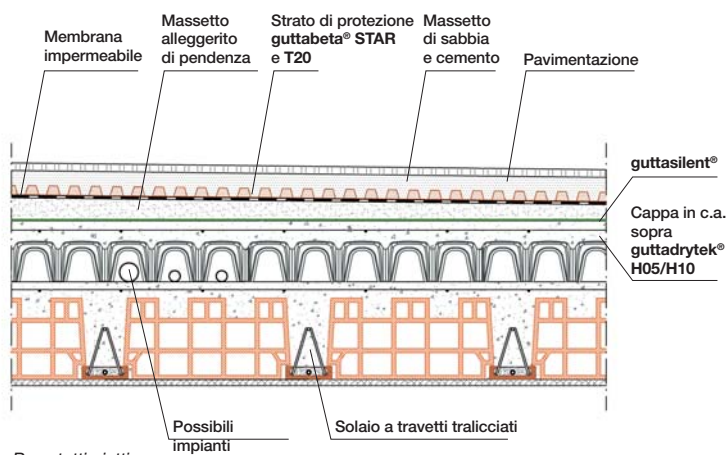 Membrana
impermeabile
Massetto
alleggerito
di pendenza
Strato di protezione
guttabeta® STAR
e T20
Massetto
di sabbia
e cemento
Pavimentazione
guttasilent®
Cappa in c.a.
sopra
guttadrytek®
H05/H10
Possibili
impianti
Solaio a travetti tralicciati